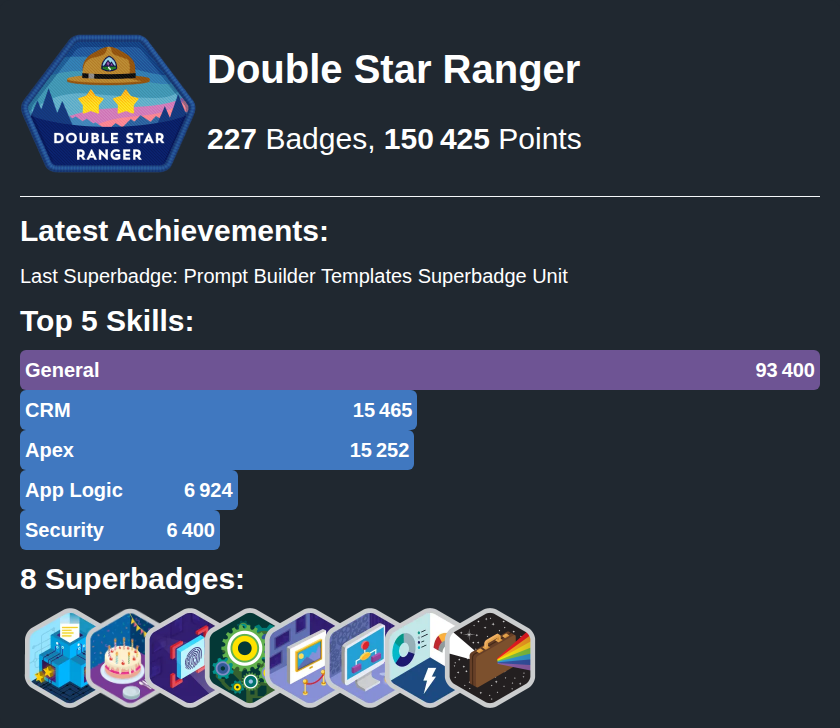 DOUBLE STAR
RANGER
Double Star Ranger
227 Badges, 150 425 Points
Latest Achievements:
Last Superbadge: Prompt Builder Templates Superbadge Unit
Top 5 Skills:
General 93 400
CRM 15 465
Apex 15 252
App Logic 6 924
Security 6 400
8 Superbadges: